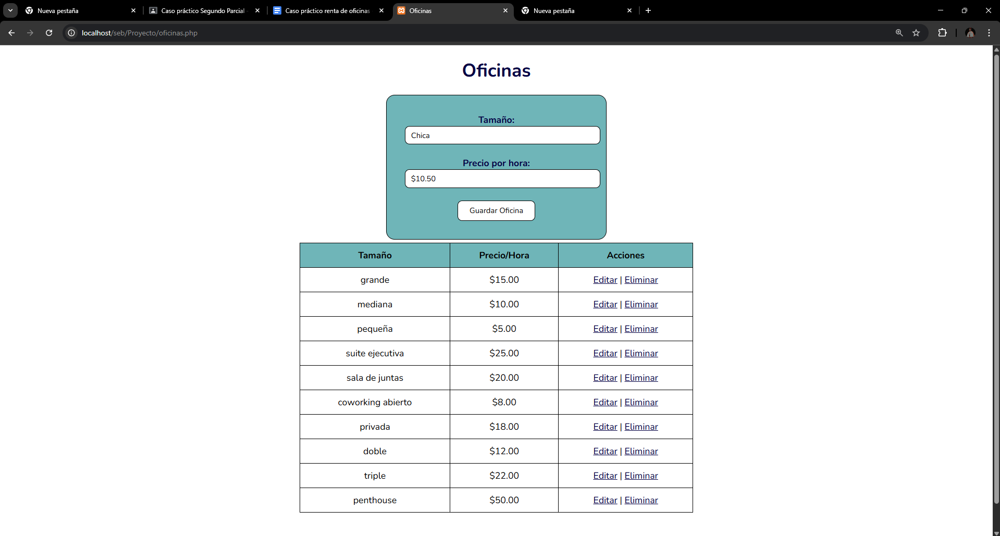 Nueva pestaña
Caso práctico Segundo Parcial -
Caso práctico renta de oficinas
Oficinas
Nueva pestaña
localhost/seb/Proyecto/oficinas.php
Oficinas
Tamaño:
Chica
Precio por hora:
$10.50
Guardar Oficina
Tamaño Precio/Hora Acciones
grande $15.00 Editar | Eliminar
mediana $10.00 Editar | Eliminar
pequeña $5.00 Editar | Eliminar
suite ejecutiva $25.00 Editar | Eliminar
sala de juntas $20.00 Editar | Eliminar
coworking abierto $8.00 Editar | Eliminar
privada $18.00 Editar | Eliminar
doble $12.00 Editar | Eliminar
triple $22.00 Editar | Eliminar
penthouse $50.00 Editar | Eliminar